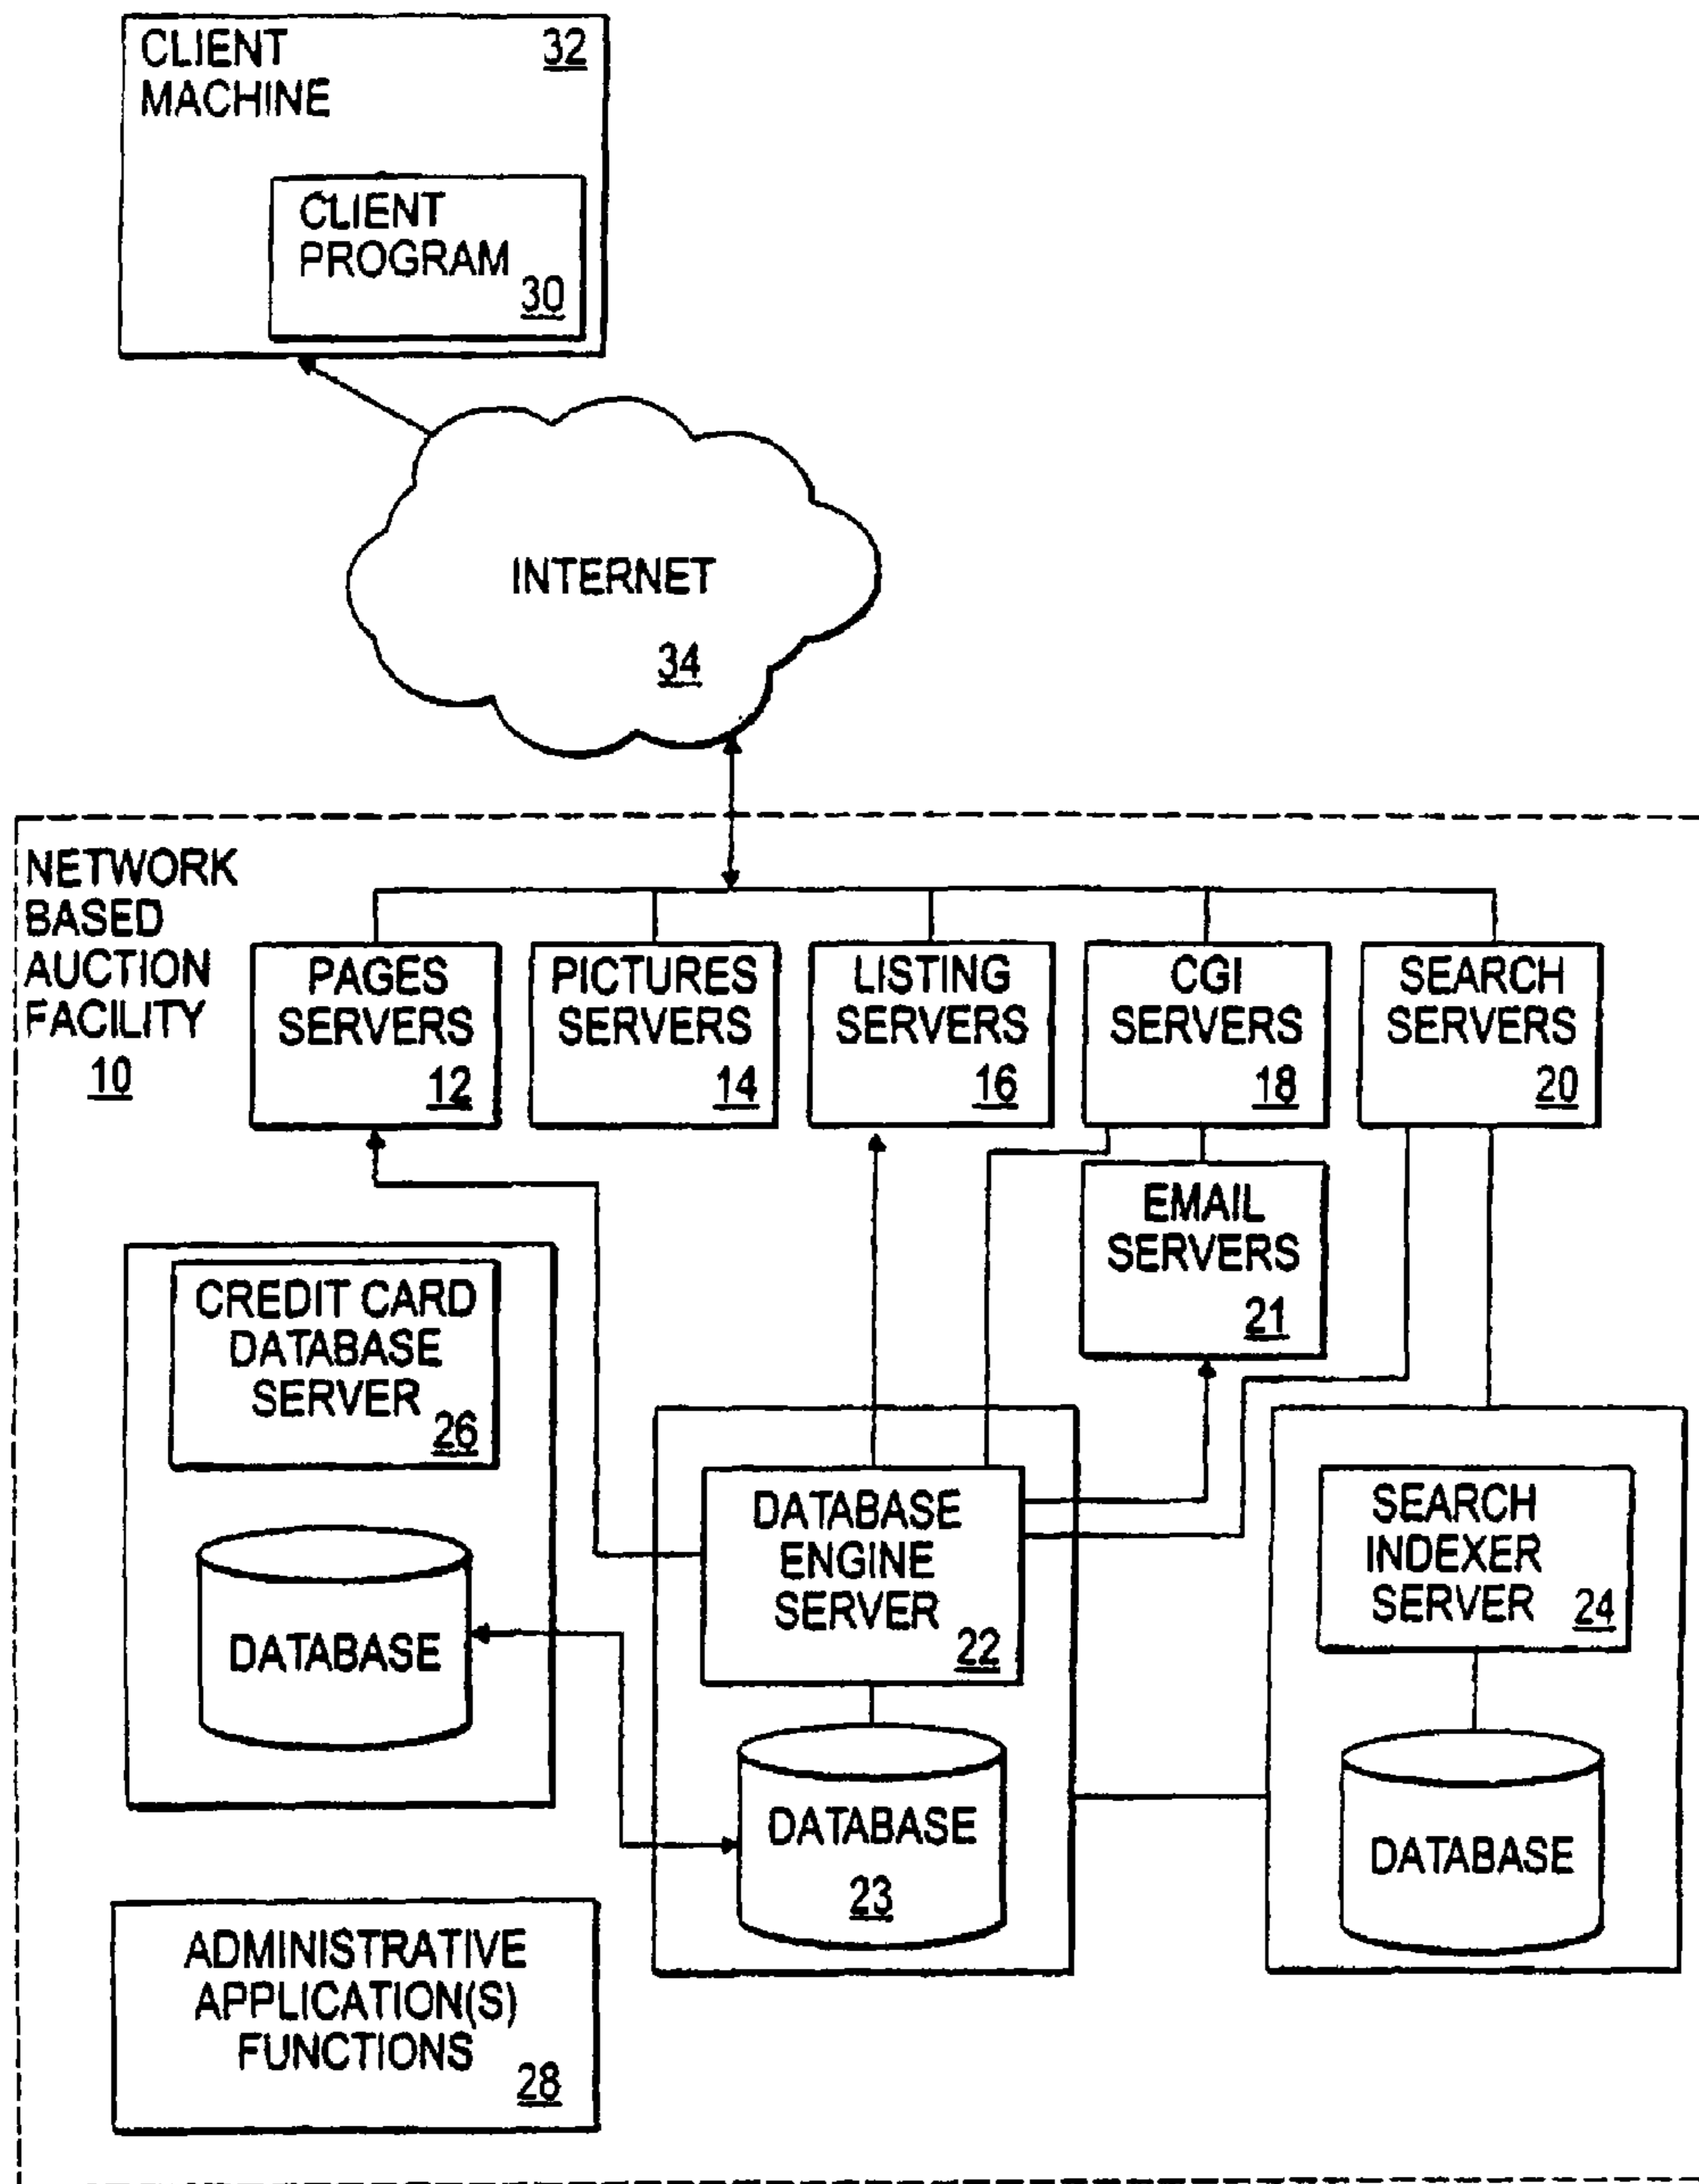 CLIENT
MACHINE
32
CLIENT
PROGRAM
30
INTERNET
34
NETWORK
BASED
AUCTION
FACILITY
10
PAGES
SERVERS
12
PICTURES
SERVERS
14
LISTING
SERVERS
16
CGI
SERVERS
18
SEARCH
SERVERS
20
EMAIL
SERVERS
21
CREDIT CARD
DATABASE
SERVER
26
DATABASE
DATABASE
ENGINE
SERVER
22
DATABASE
23
SEARCH
INDEXER
SERVER
24
DATABASE
ADMINISTRATIVE
APPLICATION(S)
FUNCTIONS
28